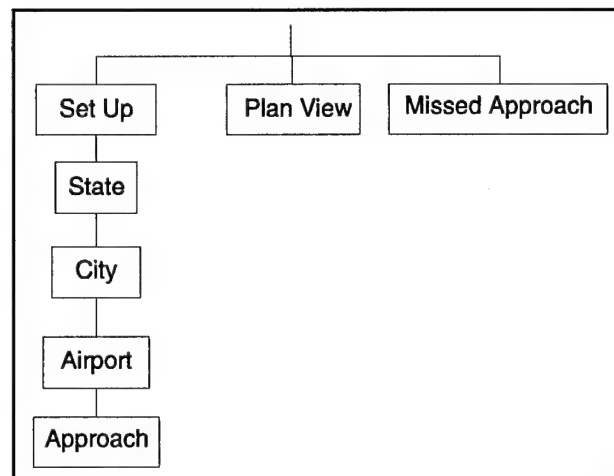 Set Up
Plan View
Missed Approach
State
City
Airport
Approach